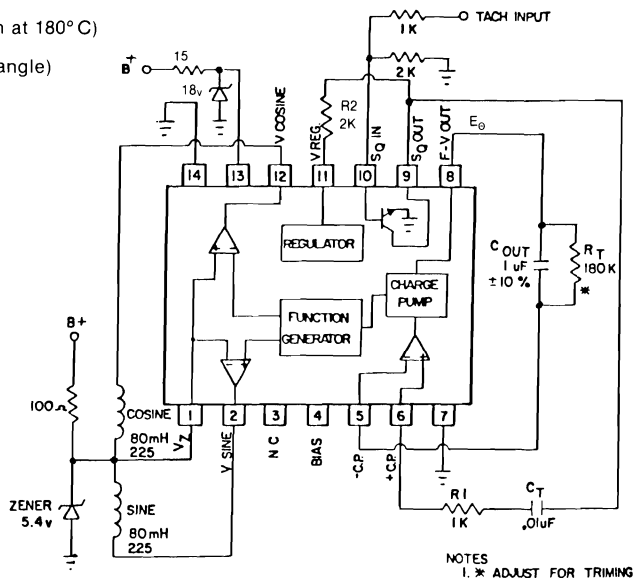 n at 180°C)
angle)
B+
15
18v
V COSINE
V REG.
R2
2K
SQ IN
1K
TACH INPUT
2K
SQ OUT
F-V OUT
EΘ
14
13
12
11
10
9
8
REGULATOR
CHARGE
PUMP
FUNCTION
GENERATOR
C OUT
1 uF
±10 %
RT
180K
*
B+
100Ω
COSINE
80mH
225
1
2
3
4
5
6
7
VZ
V SINE
NC
BIAS
-C.P.
+C.P.
ZENER
5.4v
SINE
80mH
225
R1
1K
CT
.01uF
NOTES
1. * ADJUST FOR TRIMING